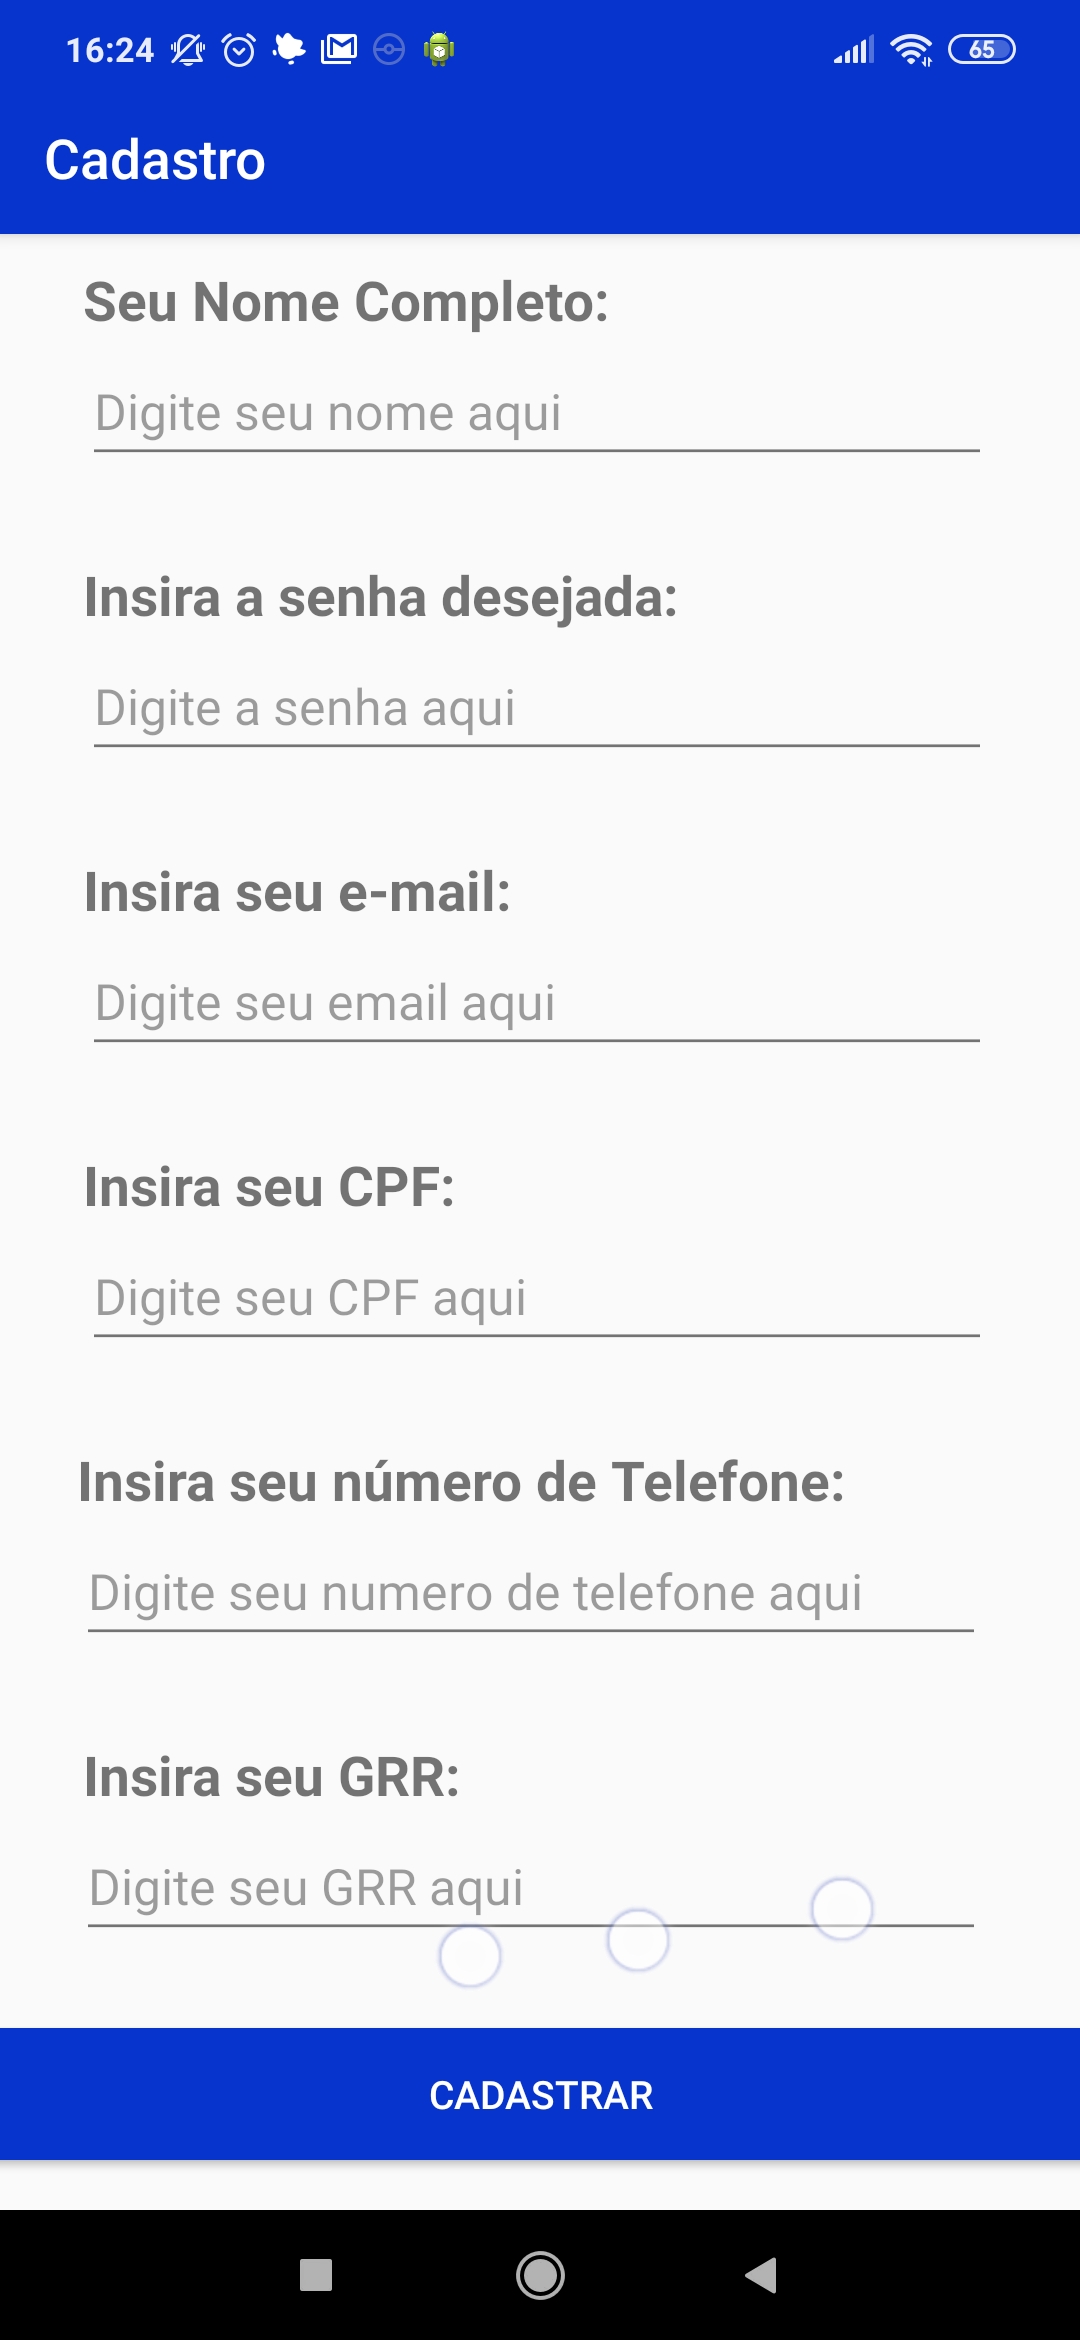 16:24
65
Cadastro
Seu Nome Completo:
Digite seu nome aqui
Insira a senha desejada:
Digite a senha aqui
Insira seu e-mail:
Digite seu email aqui
Insira seu CPF:
Digite seu CPF aqui
Insira seu número de Telefone:
Digite seu numero de telefone aqui
Insira seu GRR:
Digite seu GRR aqui
CADASTRAR